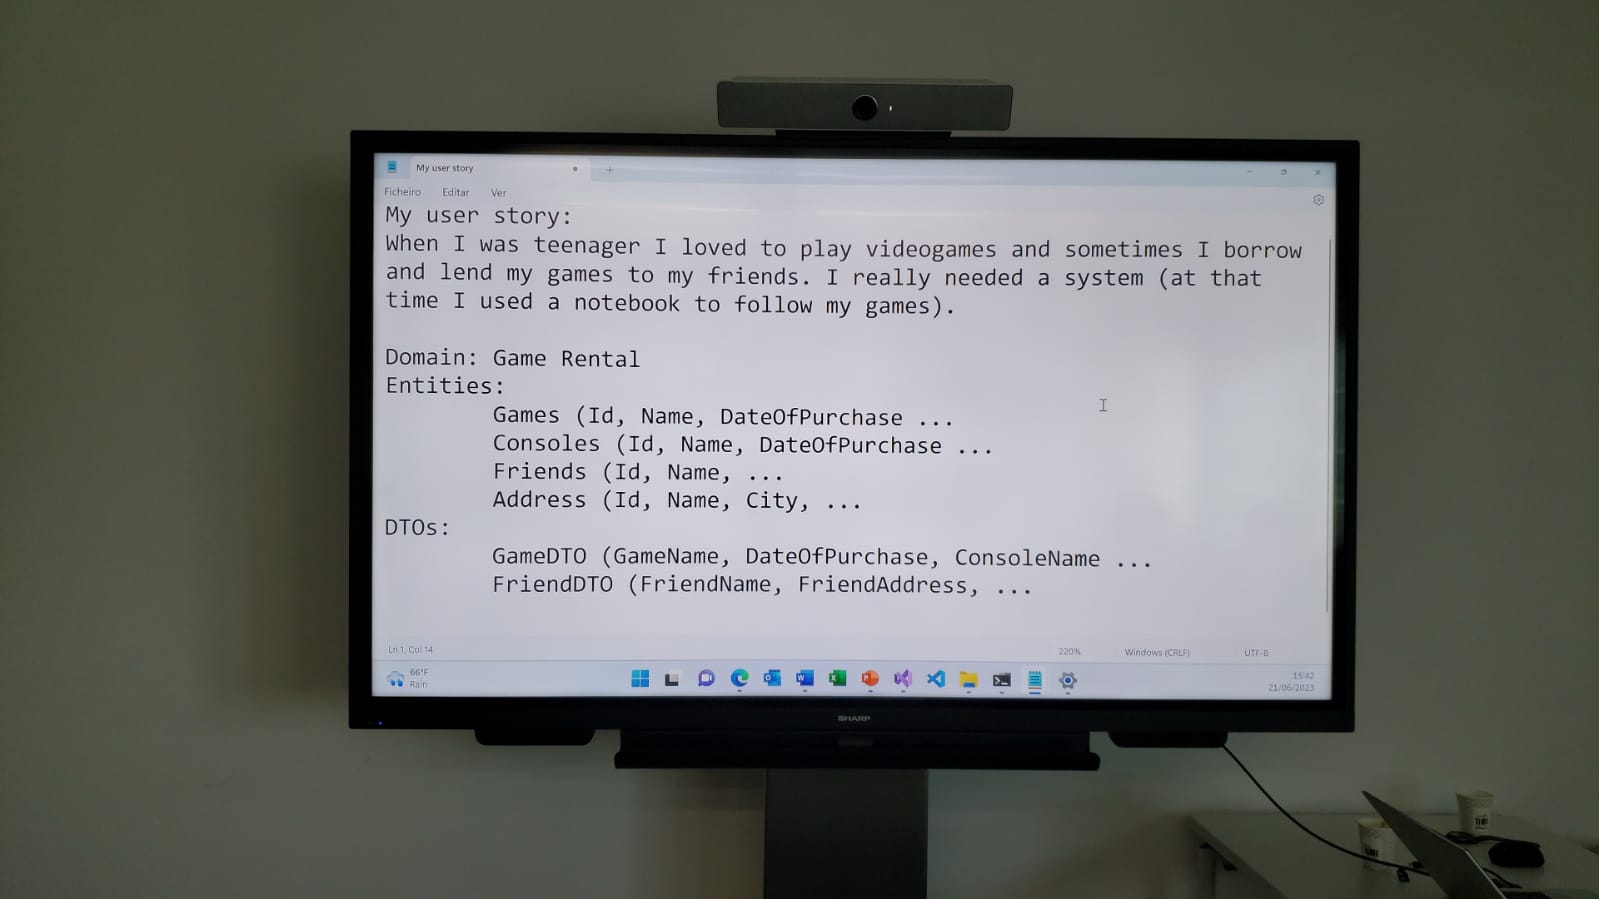 My user story
Ficheiro Editar Ver
My user story:
When I was teenager I loved to play videogames and sometimes I borrow
and lend my games to my friends. I really needed a system (at that
time I used a notebook to follow my games).
Domain: Game Rental
Entities:
Games (Id, Name, DateOfPurchase ...
Consoles (Id, Name, DateOfPurchase ...
Friends (Id, Name, ...
Address (Id, Name, City, ...
DTOs:
GameDTO (GameName, DateOfPurchase, ConsoleName ...
FriendDTO (FriendName, FriendAddress, ...
Ln 1, Col 14 220% Windows (CRLF) UTF-8
66°F
Rain
15:42
21/06/2023
SHARP